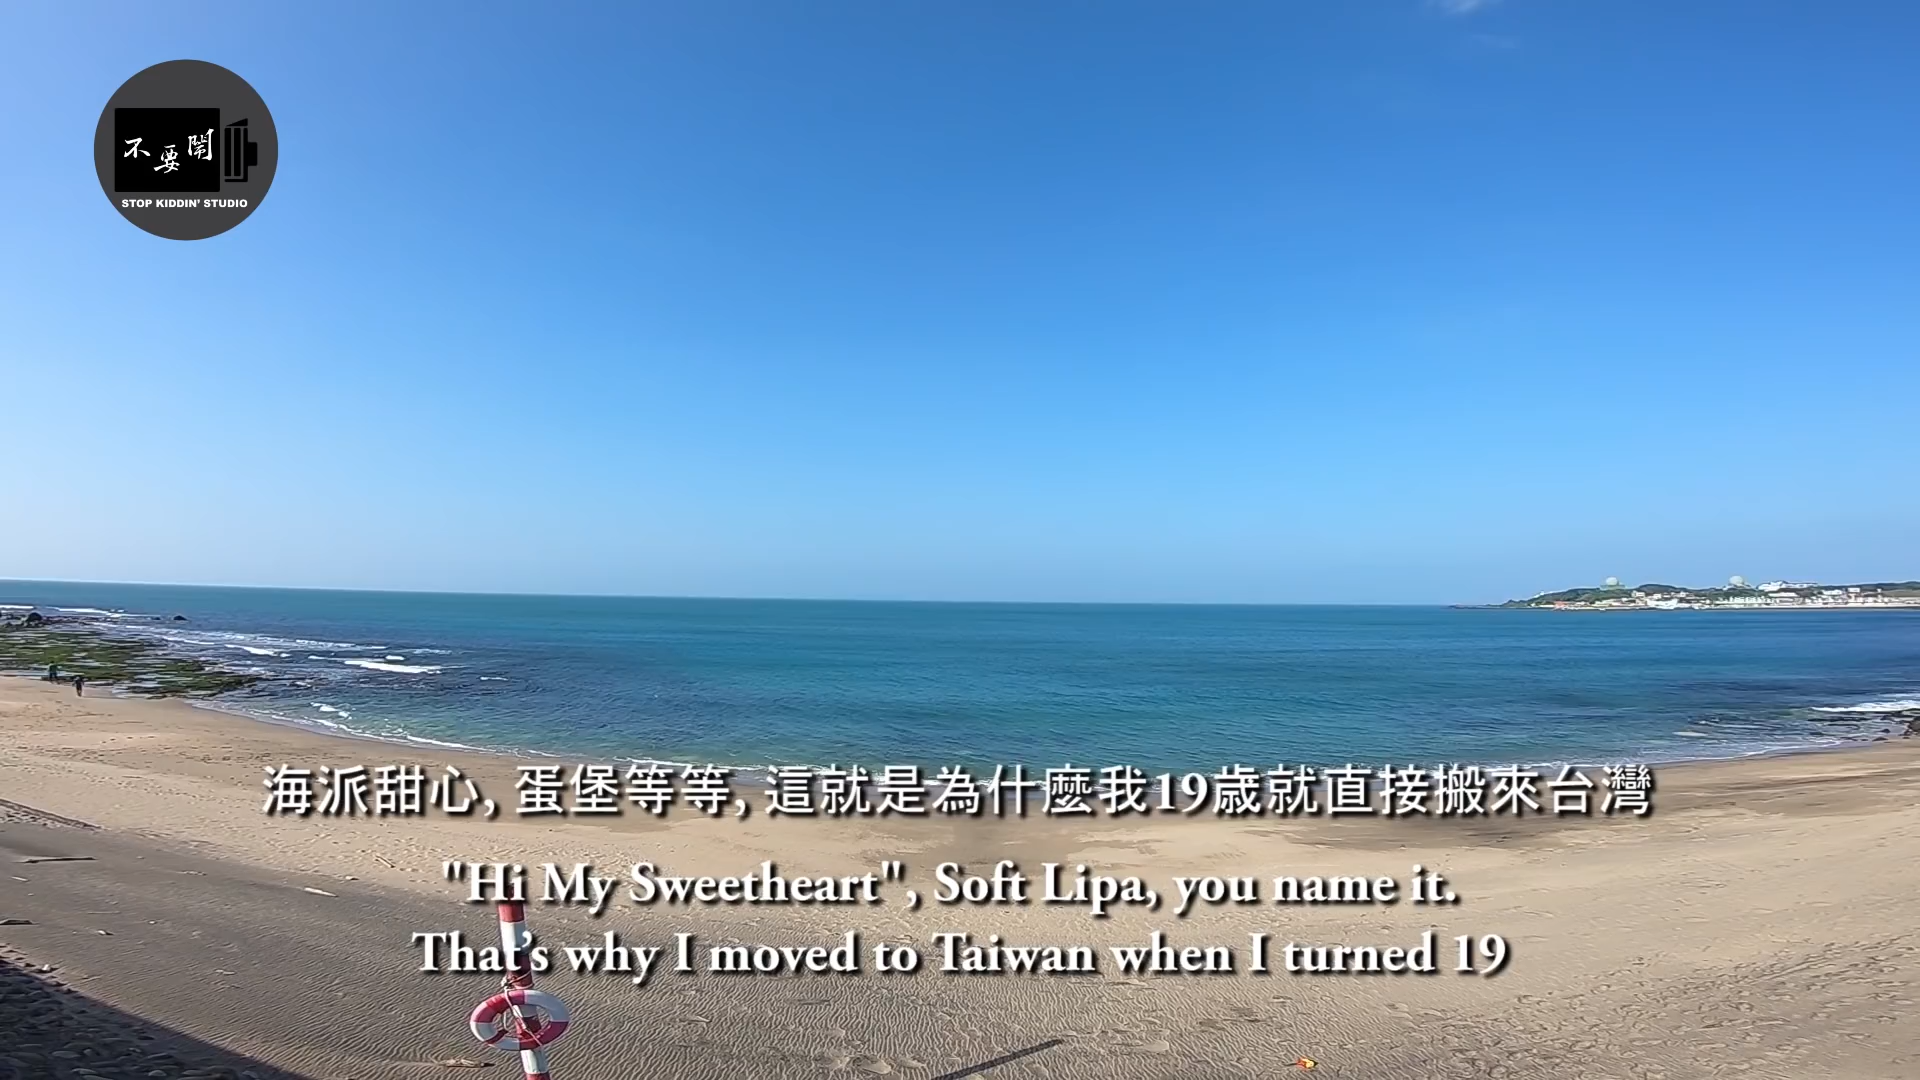 不要鬧
STOP KIDDIN' STUDIO
海派甜心, 蛋堡等等, 這就是為什麼我19歲就直接搬來台灣
"Hi My Sweetheart", Soft Lipa, you name it.
That's why I moved to Taiwan when I turned 19